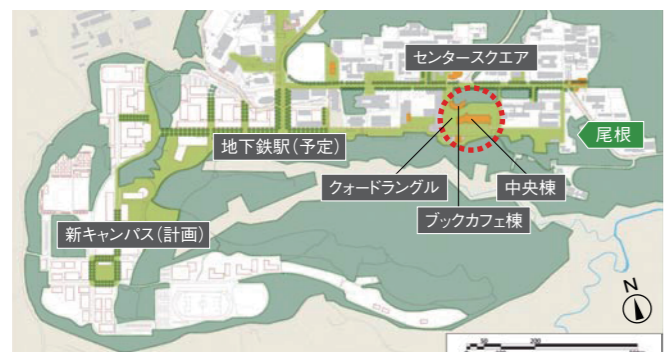 センタースクエア
尾根
地下鉄駅(予定)
クォードラングル
中央棟
ブックカフェ棟
新キャンパス(計画)
N
50
200